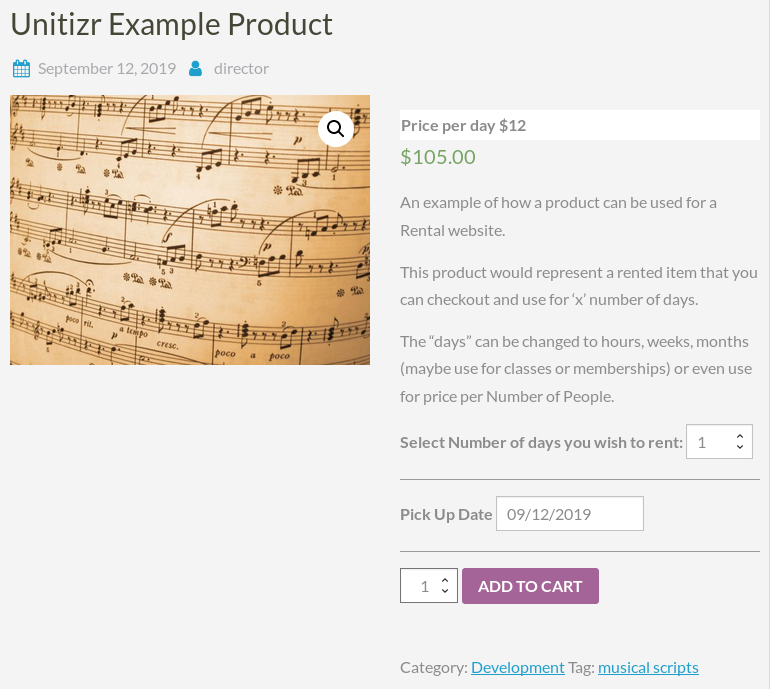 Unitizr Example Product
September 12, 2019 director
poco rit.
a tempo
cresc.
poco a poco
Price per day $12
$105.00
An example of how a product can be used for a
Rental website.
This product would represent a rented item that you
can checkout and use for ‘x’ number of days.
The “days” can be changed to hours, weeks, months
(maybe use for classes or memberships) or even use
for price per Number of People.
Select Number of days you wish to rent: 1
Pick Up Date 09/12/2019
1 ADD TO CART
Category: Development Tag: musical scripts